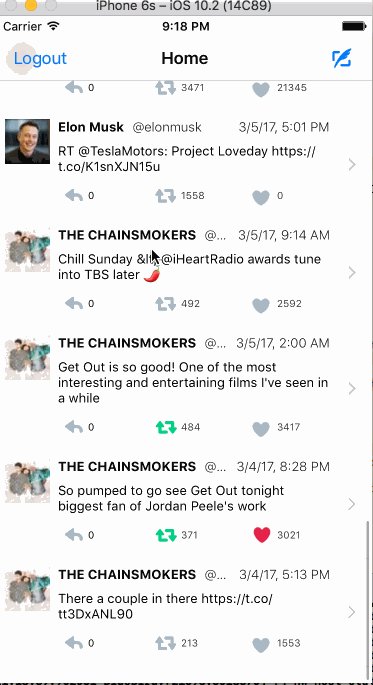 iPhone 6s – iOS 10.2 (14C89)
Carrier 9:18 PM
Logout Home
0 3471 21345
Elon Musk @elonmusk 3/5/17, 5:01 PM
RT @TeslaMotors: Project Loveday https://
t.co/K1snXJN15u
0 1558 0
THE CHAINSMOKERS @... 3/5/17, 9:14 AM
Chill Sunday @iHeartRadio awards tune
into TBS later 🌶️
0 492 2592
THE CHAINSMOKERS @... 3/5/17, 2:00 AM
Get Out is so good! One of the most
interesting and entertaining films I've seen in
a while
0 484 3417
THE CHAINSMOKERS @... 3/4/17, 8:28 PM
So pumped to go see Get Out tonight
biggest fan of Jordan Peele's work
0 371 3021
THE CHAINSMOKERS @... 3/4/17, 5:13 PM
There a couple in there https://t.co/
tt3DxANL90
0 213 1553